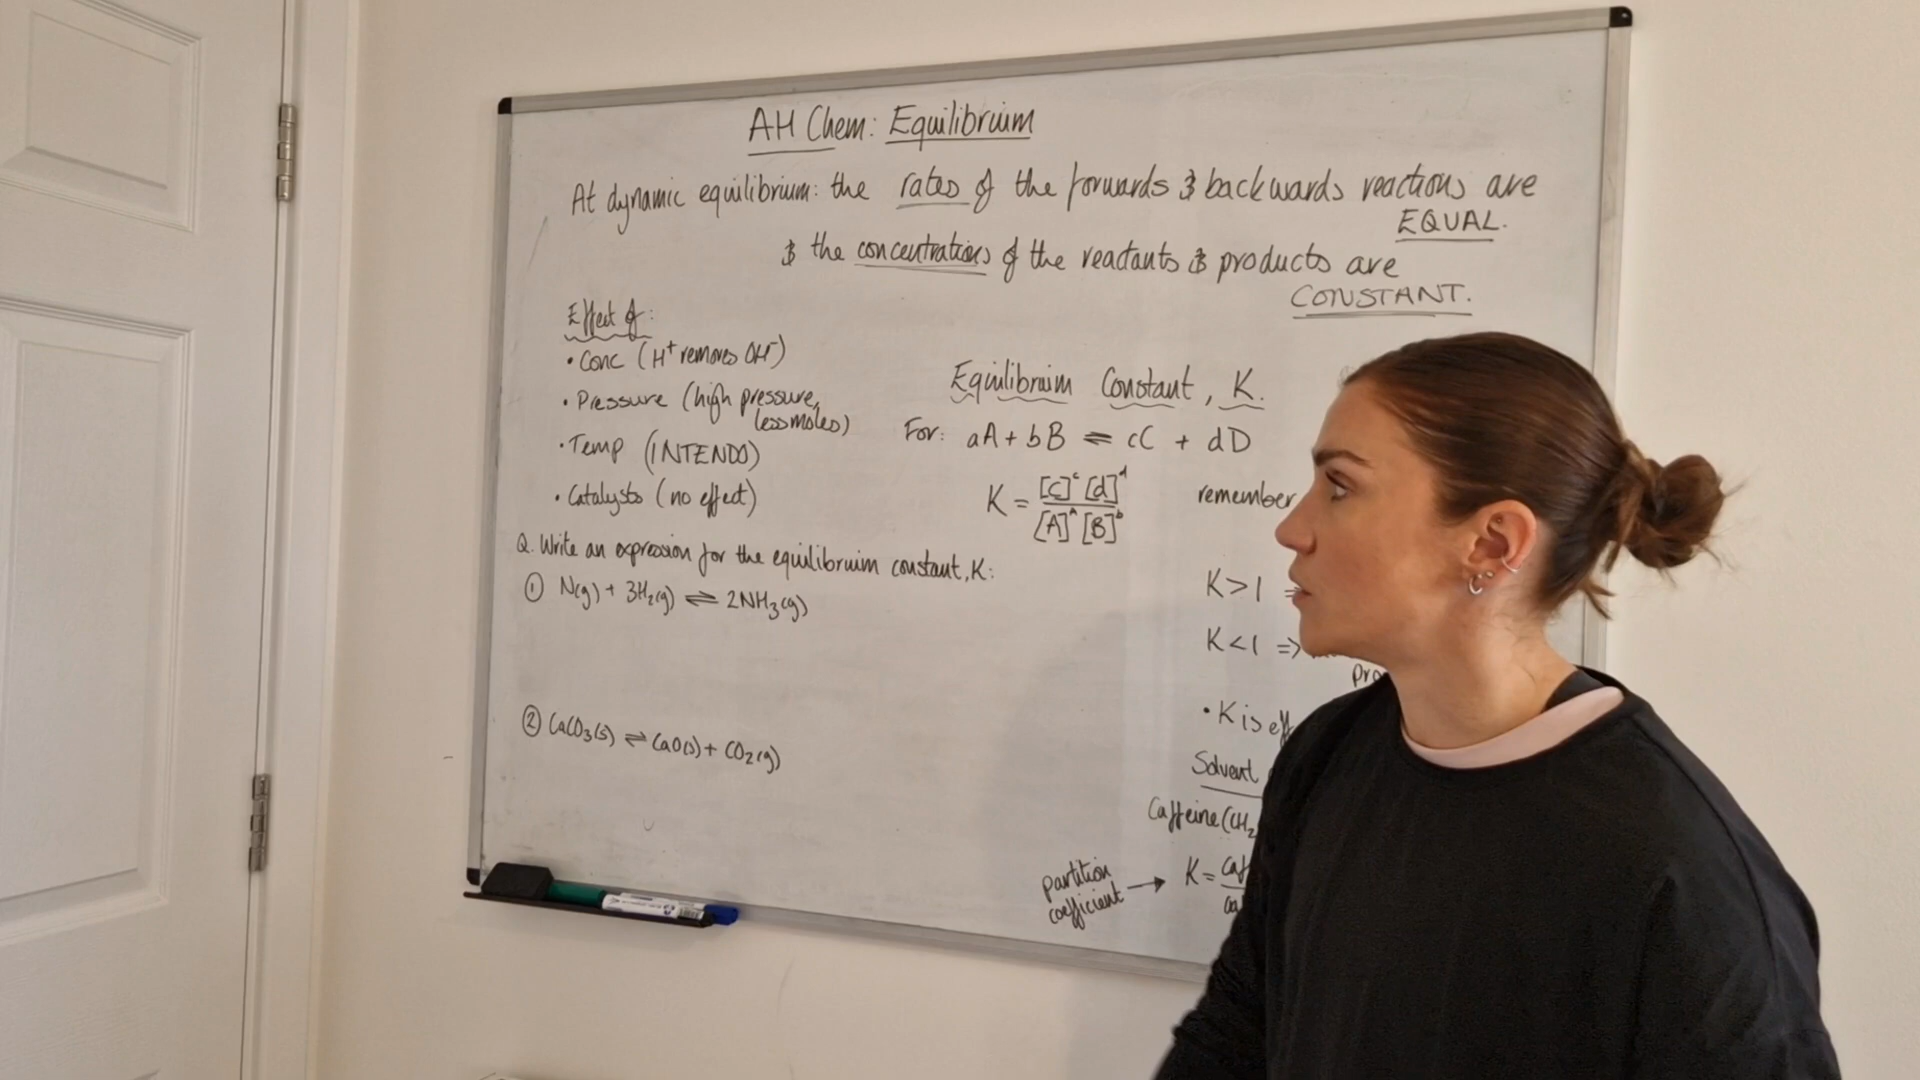 AH Chem: Equilibrium
At dynamic equilibrium: the rates of the forwards & backwards reactions are
EQUAL.
& the concentrations of the reactants & products are
CONSTANT.
Effect of:
• Conc (H⁺ removes OH⁻)
• Pressure (high pressure,
less moles)
• Temp (INTENDO)
• Catalysts (no effect)
Equilibrium Constant, K.
For: aA + bB ⇌ cC + dD
K = [C]ᶜ [d]ᵈ
[A]ᵃ [B]ᵇ
remember
Q. Write an expression for the equilibrium constant, K:
① N(g) + 3H₂(g) ⇌ 2NH₃(g)
② CaCO₃(s) ⇌ CaO(s) + CO₂(g)
K>1
K<1 =>
• K is
Solvent
Caffeine (CH₂
partition
coefficient → K =